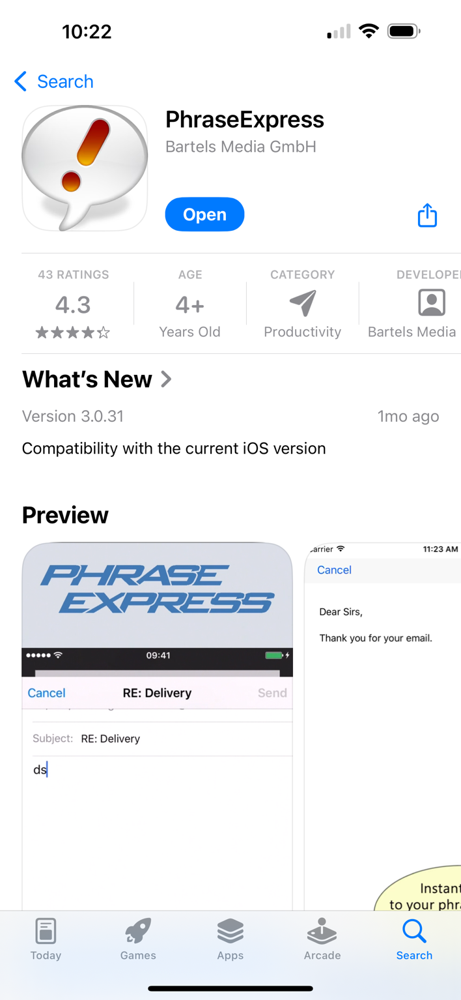 10:22
Search
PhraseExpress
Bartels Media GmbH
Open
43 RATINGS
4.3
AGE
4+
Years Old
CATEGORY
Productivity
DEVELOPE
Bartels Media
What's New
Version 3.0.31
1mo ago
Compatibility with the current iOS version
Preview
PHRASE
EXPRESS
09:41
Cancel
RE: Delivery
Send
Subject: RE: Delivery
ds
arrier
11:23 AM
Cancel
Dear Sirs,
Thank you for your email.
Instant
to your phra
Today
Games
Apps
Arcade
Search